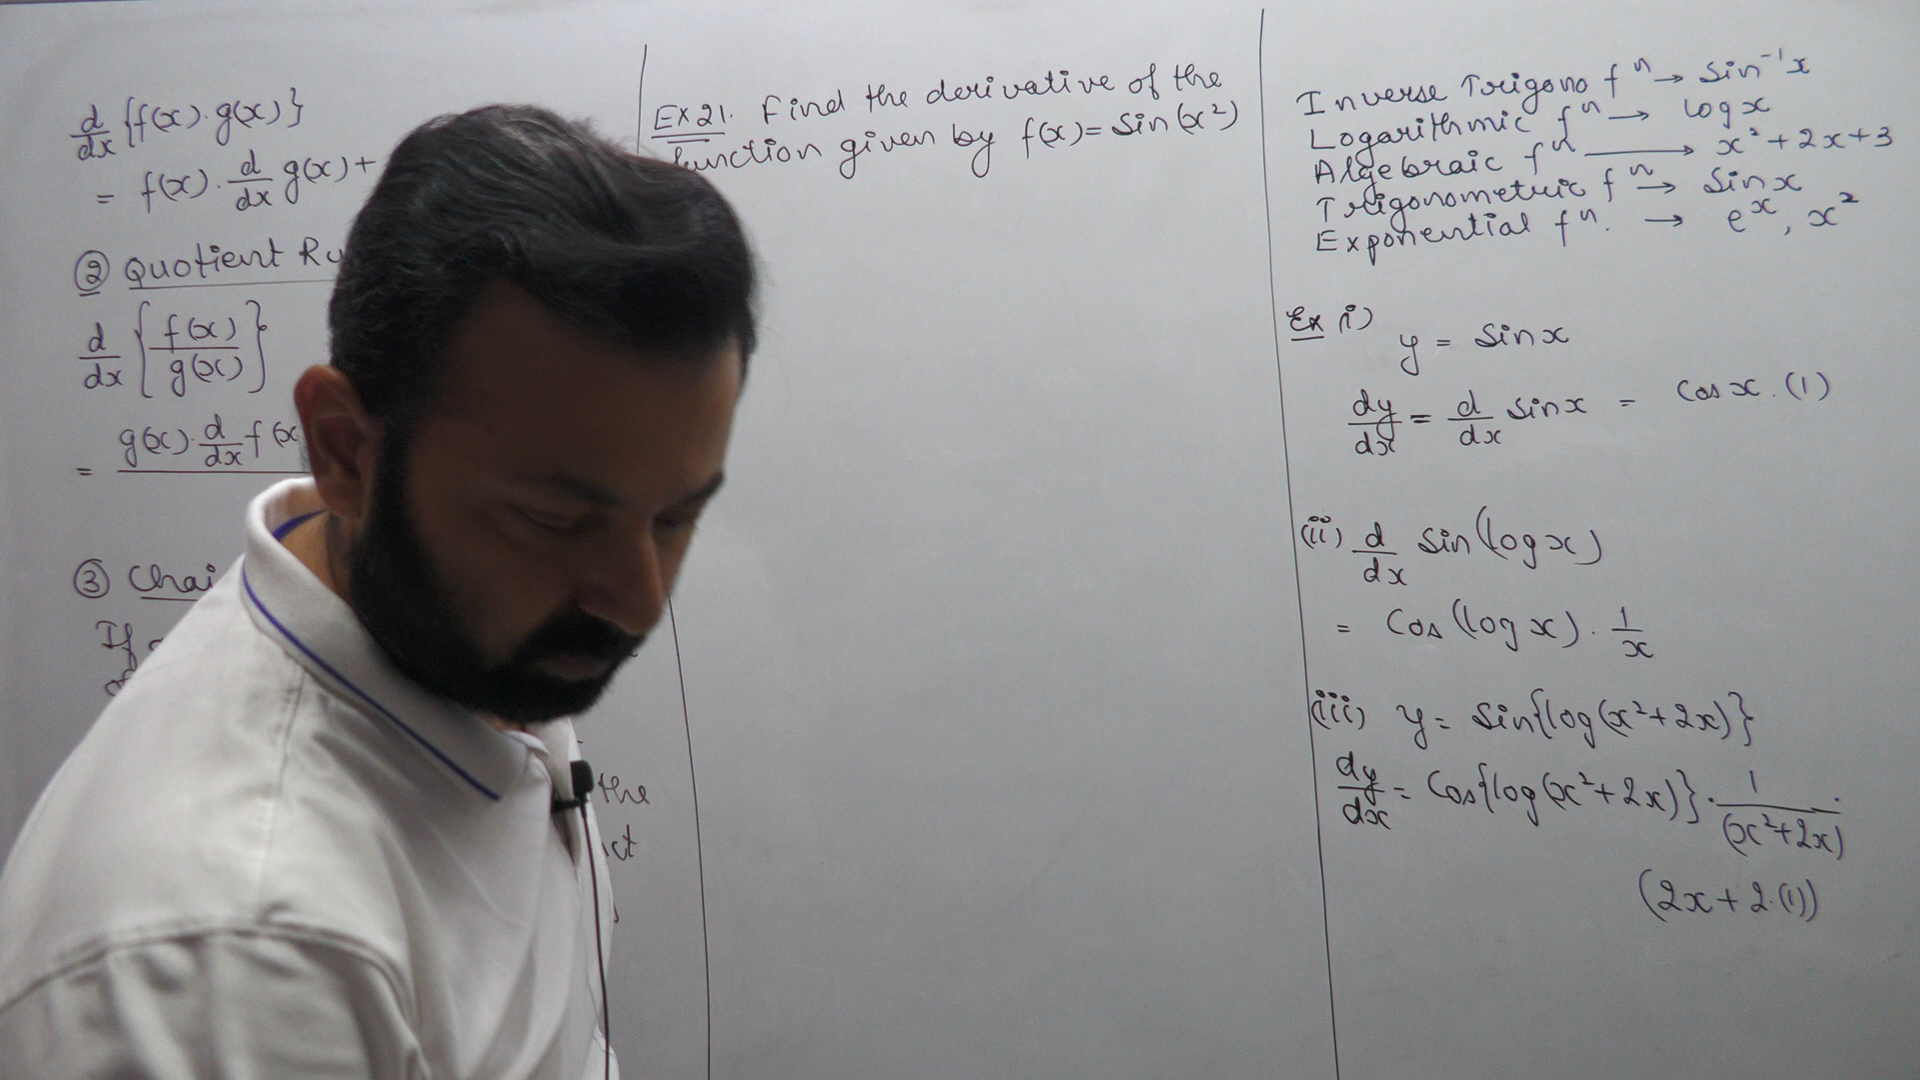 d/dx {f(x).g(x)}
= f(x). d/dx g(x) +
② Quotient Ru
d/dx {f(x)/g(x)}
= g(x). d/dx f(x
③ Chai
If
the
ct
Ex 21. Find the derivative of the
function given by f(x) = Sin(x²)
Inverse Trigono fⁿ → Sin⁻¹x
Logarithmic fⁿ → log x
Algebraic fⁿ → x² + 2x + 3
Trigonometric fⁿ → Sin x
Exponential fⁿ. → eˣ, x²
Ex (i)
y = Sin x
dy/dx = d/dx Sin x = Cos x . (1)
(ii) d/dx Sin (log x)
= Cos (log x) . 1/x
(iii) y = Sin{log(x² + 2x)}
dy/dx = Cos{log(x² + 2x)} . 1/(x² + 2x) .
(2x + 2.(1))